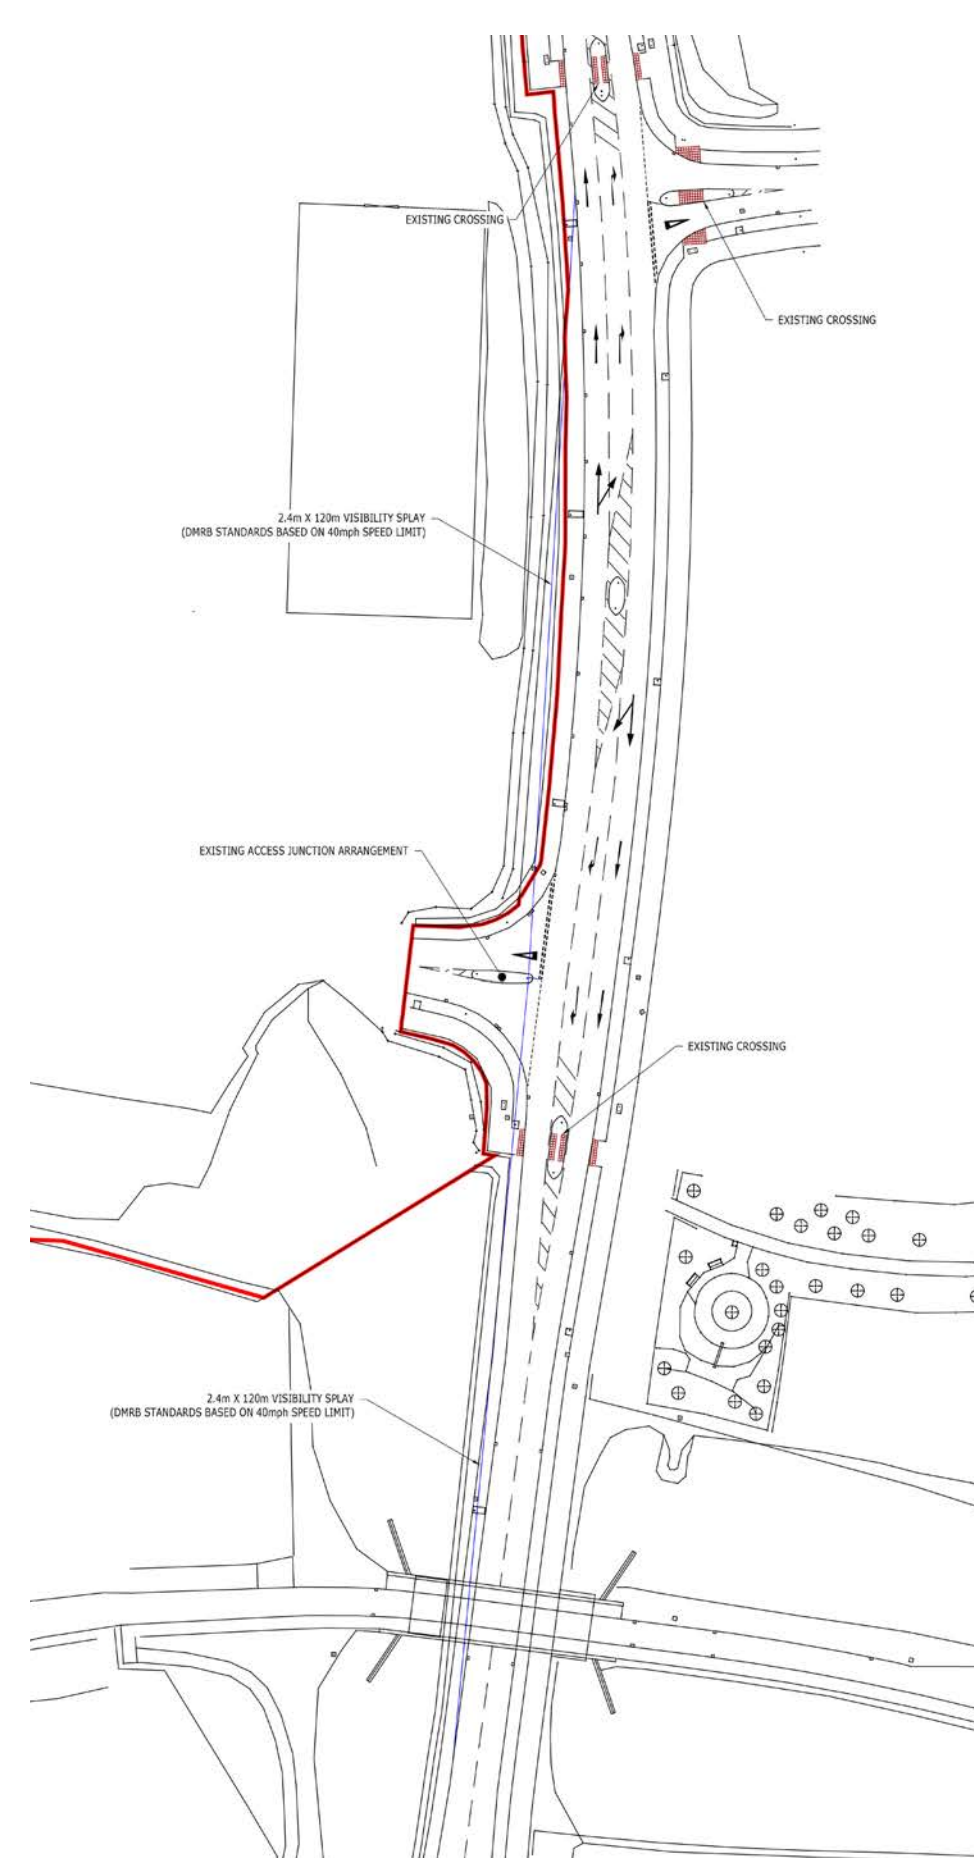 EXISTING CROSSING
EXISTING CROSSING
2.4m X 120m VISIBILITY SPLAY
(DMRB STANDARDS BASED ON 40mph SPEED LIMIT)
EXISTING ACCESS JUNCTION ARRANGEMENT
EXISTING CROSSING
2.4m X 120m VISIBILITY SPLAY
(DMRB STANDARDS BASED ON 40mph SPEED LIMIT)